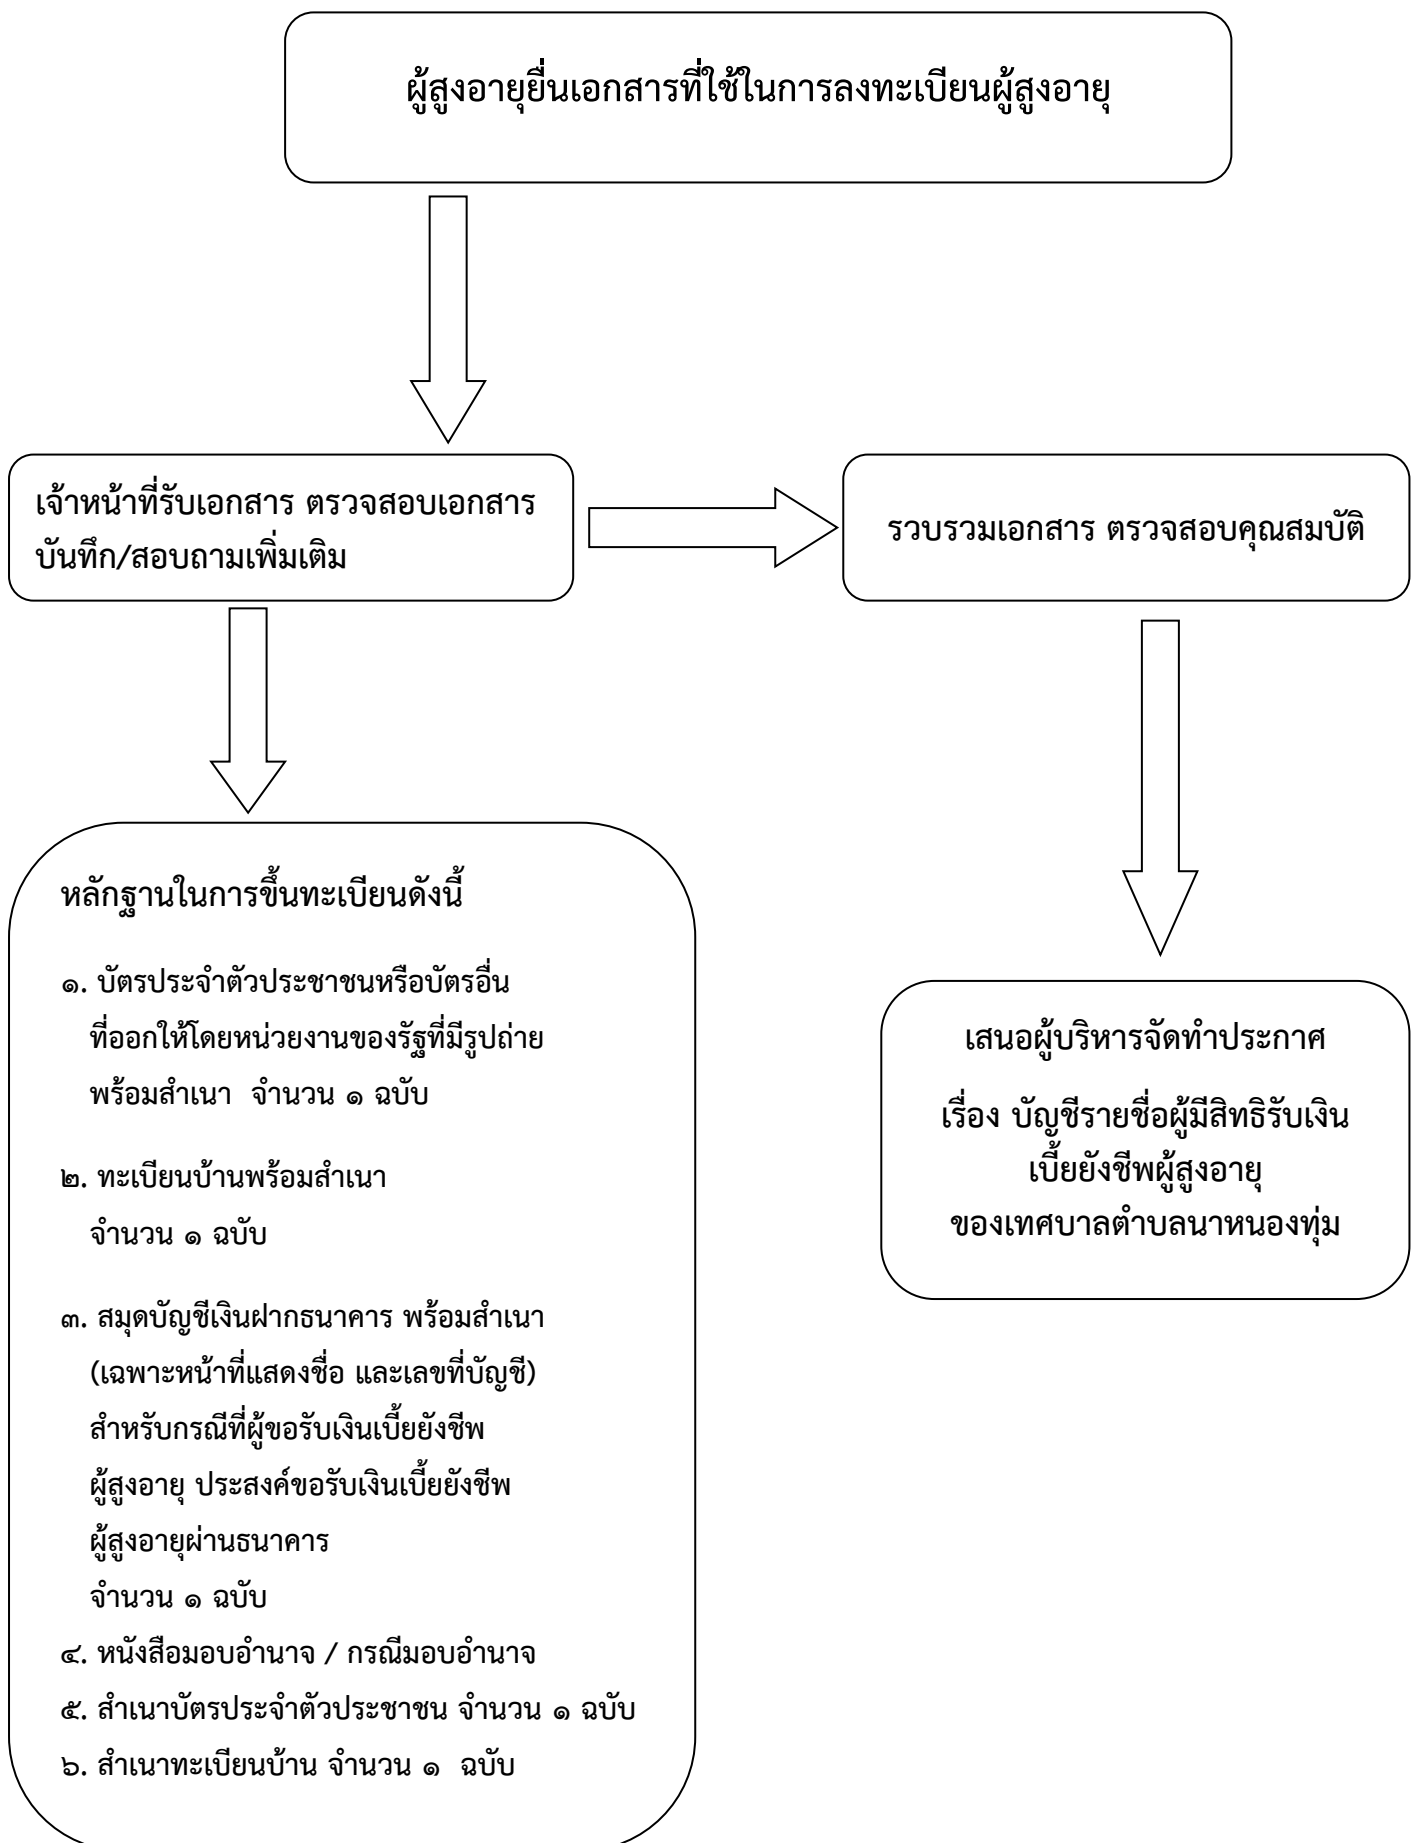 ผู้สูงอายุยื่นเอกสารที่ใช้ในการลงทะเบียนผู้สูงอายุ
เจ้าหน้าที่รับเอกสาร ตรวจสอบเอกสาร
บันทึก/สอบถามเพิ่มเติม
รวบรวมเอกสาร ตรวจสอบคุณสมบัติ
หลักฐานในการขึ้นทะเบียนดังนี้
๑. บัตรประจำตัวประชาชนหรือบัตรอื่น
ที่ออกให้โดยหน่วยงานของรัฐที่มีรูปถ่าย
พร้อมสำเนา จำนวน ๑ ฉบับ
๒. ทะเบียนบ้านพร้อมสำเนา
จำนวน ๑ ฉบับ
๓. สมุดบัญชีเงินฝากธนาคาร พร้อมสำเนา
(เฉพาะหน้าที่แสดงชื่อ และเลขที่บัญชี)
สำหรับกรณีที่ผู้ขอรับเงินเบี้ยยังชีพ
ผู้สูงอายุ ประสงค์ขอรับเงินเบี้ยยังชีพ
ผู้สูงอายุผ่านธนาคาร
จำนวน ๑ ฉบับ
๔. หนังสือมอบอำนาจ / กรณีมอบอำนาจ
๕. สำเนาบัตรประจำตัวประชาชน จำนวน ๑ ฉบับ
๖. สำเนาทะเบียนบ้าน จำนวน ๑ ฉบับ
เสนอผู้บริหารจัดทำประกาศ
เรื่อง บัญชีรายชื่อผู้มีสิทธิรับเงิน
เบี้ยยังชีพผู้สูงอายุ
ของเทศบาลตำบลนาหนองทุ่ม